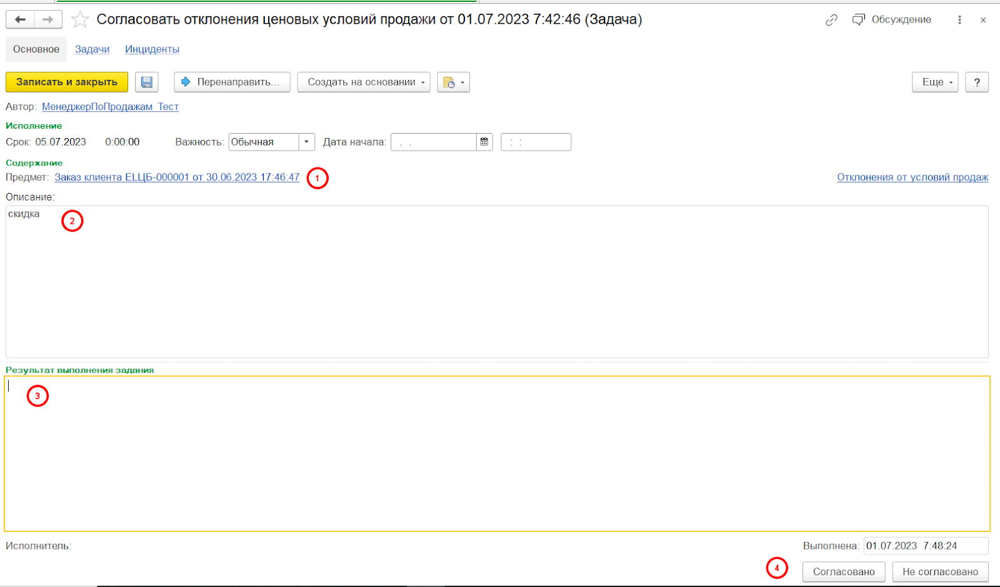 Согласовать отклонения ценовых условий продажи от 01.07.2023 7:42:46 (Задача)
Обсуждение
Основное Задачи Инциденты
Записать и закрыть Перенаправить... Создать на основании Еще ?
Автор: МенеджерПоПродажам Тест
Исполнение
Срок: 05.07.2023 0:00:00 Важность: Обычная Дата начала: . . : :
Содержание
Предмет: Заказ клиента ЕЛЦБ-000001 от 30.06.2023 17:46:47 1 Отклонения от условий продаж
Описание:
скидка
2
Результат выполнения задания
3
Исполнитель: Выполнена: 01.07.2023 7:48:24
4 Согласовано Не согласовано